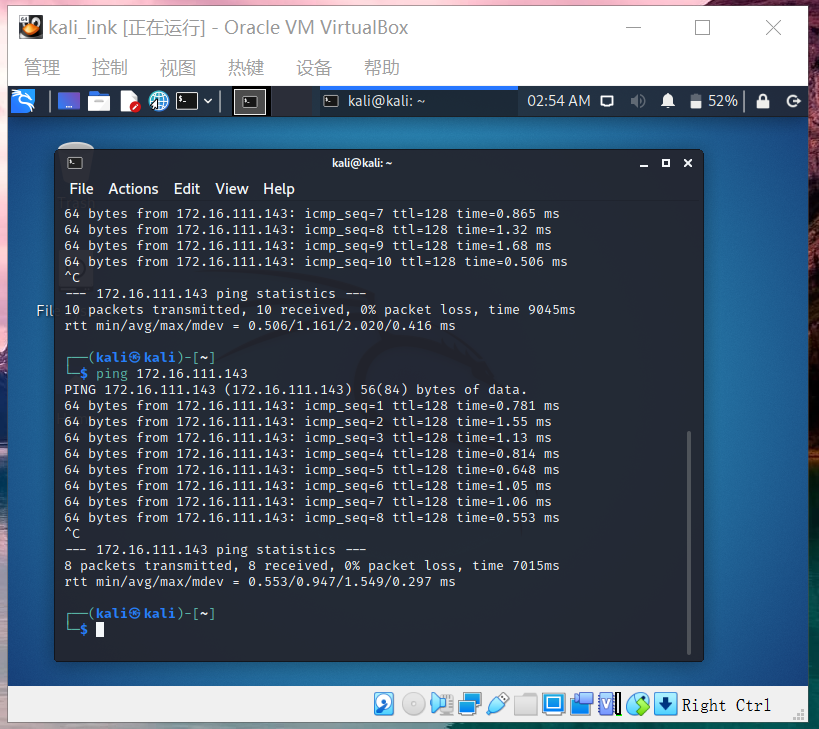 kali_link [正在运行] - Oracle VM VirtualBox
管理 控制 视图 热键 设备 帮助
kali@kali: ~ 02:54 AM 52%
kali@kali: ~
File Actions Edit View Help
64 bytes from 172.16.111.143: icmp_seq=7 ttl=128 time=0.865 ms
64 bytes from 172.16.111.143: icmp_seq=8 ttl=128 time=1.32 ms
64 bytes from 172.16.111.143: icmp_seq=9 ttl=128 time=1.68 ms
64 bytes from 172.16.111.143: icmp_seq=10 ttl=128 time=0.506 ms
^C
--- 172.16.111.143 ping statistics ---
10 packets transmitted, 10 received, 0% packet loss, time 9045ms
rtt min/avg/max/mdev = 0.506/1.161/2.020/0.416 ms
┌──(kali㉿kali)-[~]
└─$ ping 172.16.111.143
PING 172.16.111.143 (172.16.111.143) 56(84) bytes of data.
64 bytes from 172.16.111.143: icmp_seq=1 ttl=128 time=0.781 ms
64 bytes from 172.16.111.143: icmp_seq=2 ttl=128 time=1.55 ms
64 bytes from 172.16.111.143: icmp_seq=3 ttl=128 time=1.13 ms
64 bytes from 172.16.111.143: icmp_seq=4 ttl=128 time=0.814 ms
64 bytes from 172.16.111.143: icmp_seq=5 ttl=128 time=0.648 ms
64 bytes from 172.16.111.143: icmp_seq=6 ttl=128 time=1.05 ms
64 bytes from 172.16.111.143: icmp_seq=7 ttl=128 time=1.06 ms
64 bytes from 172.16.111.143: icmp_seq=8 ttl=128 time=0.553 ms
^C
--- 172.16.111.143 ping statistics ---
8 packets transmitted, 8 received, 0% packet loss, time 7015ms
rtt min/avg/max/mdev = 0.553/0.947/1.549/0.297 ms
┌──(kali㉿kali)-[~]
└─$
Right Ctrl